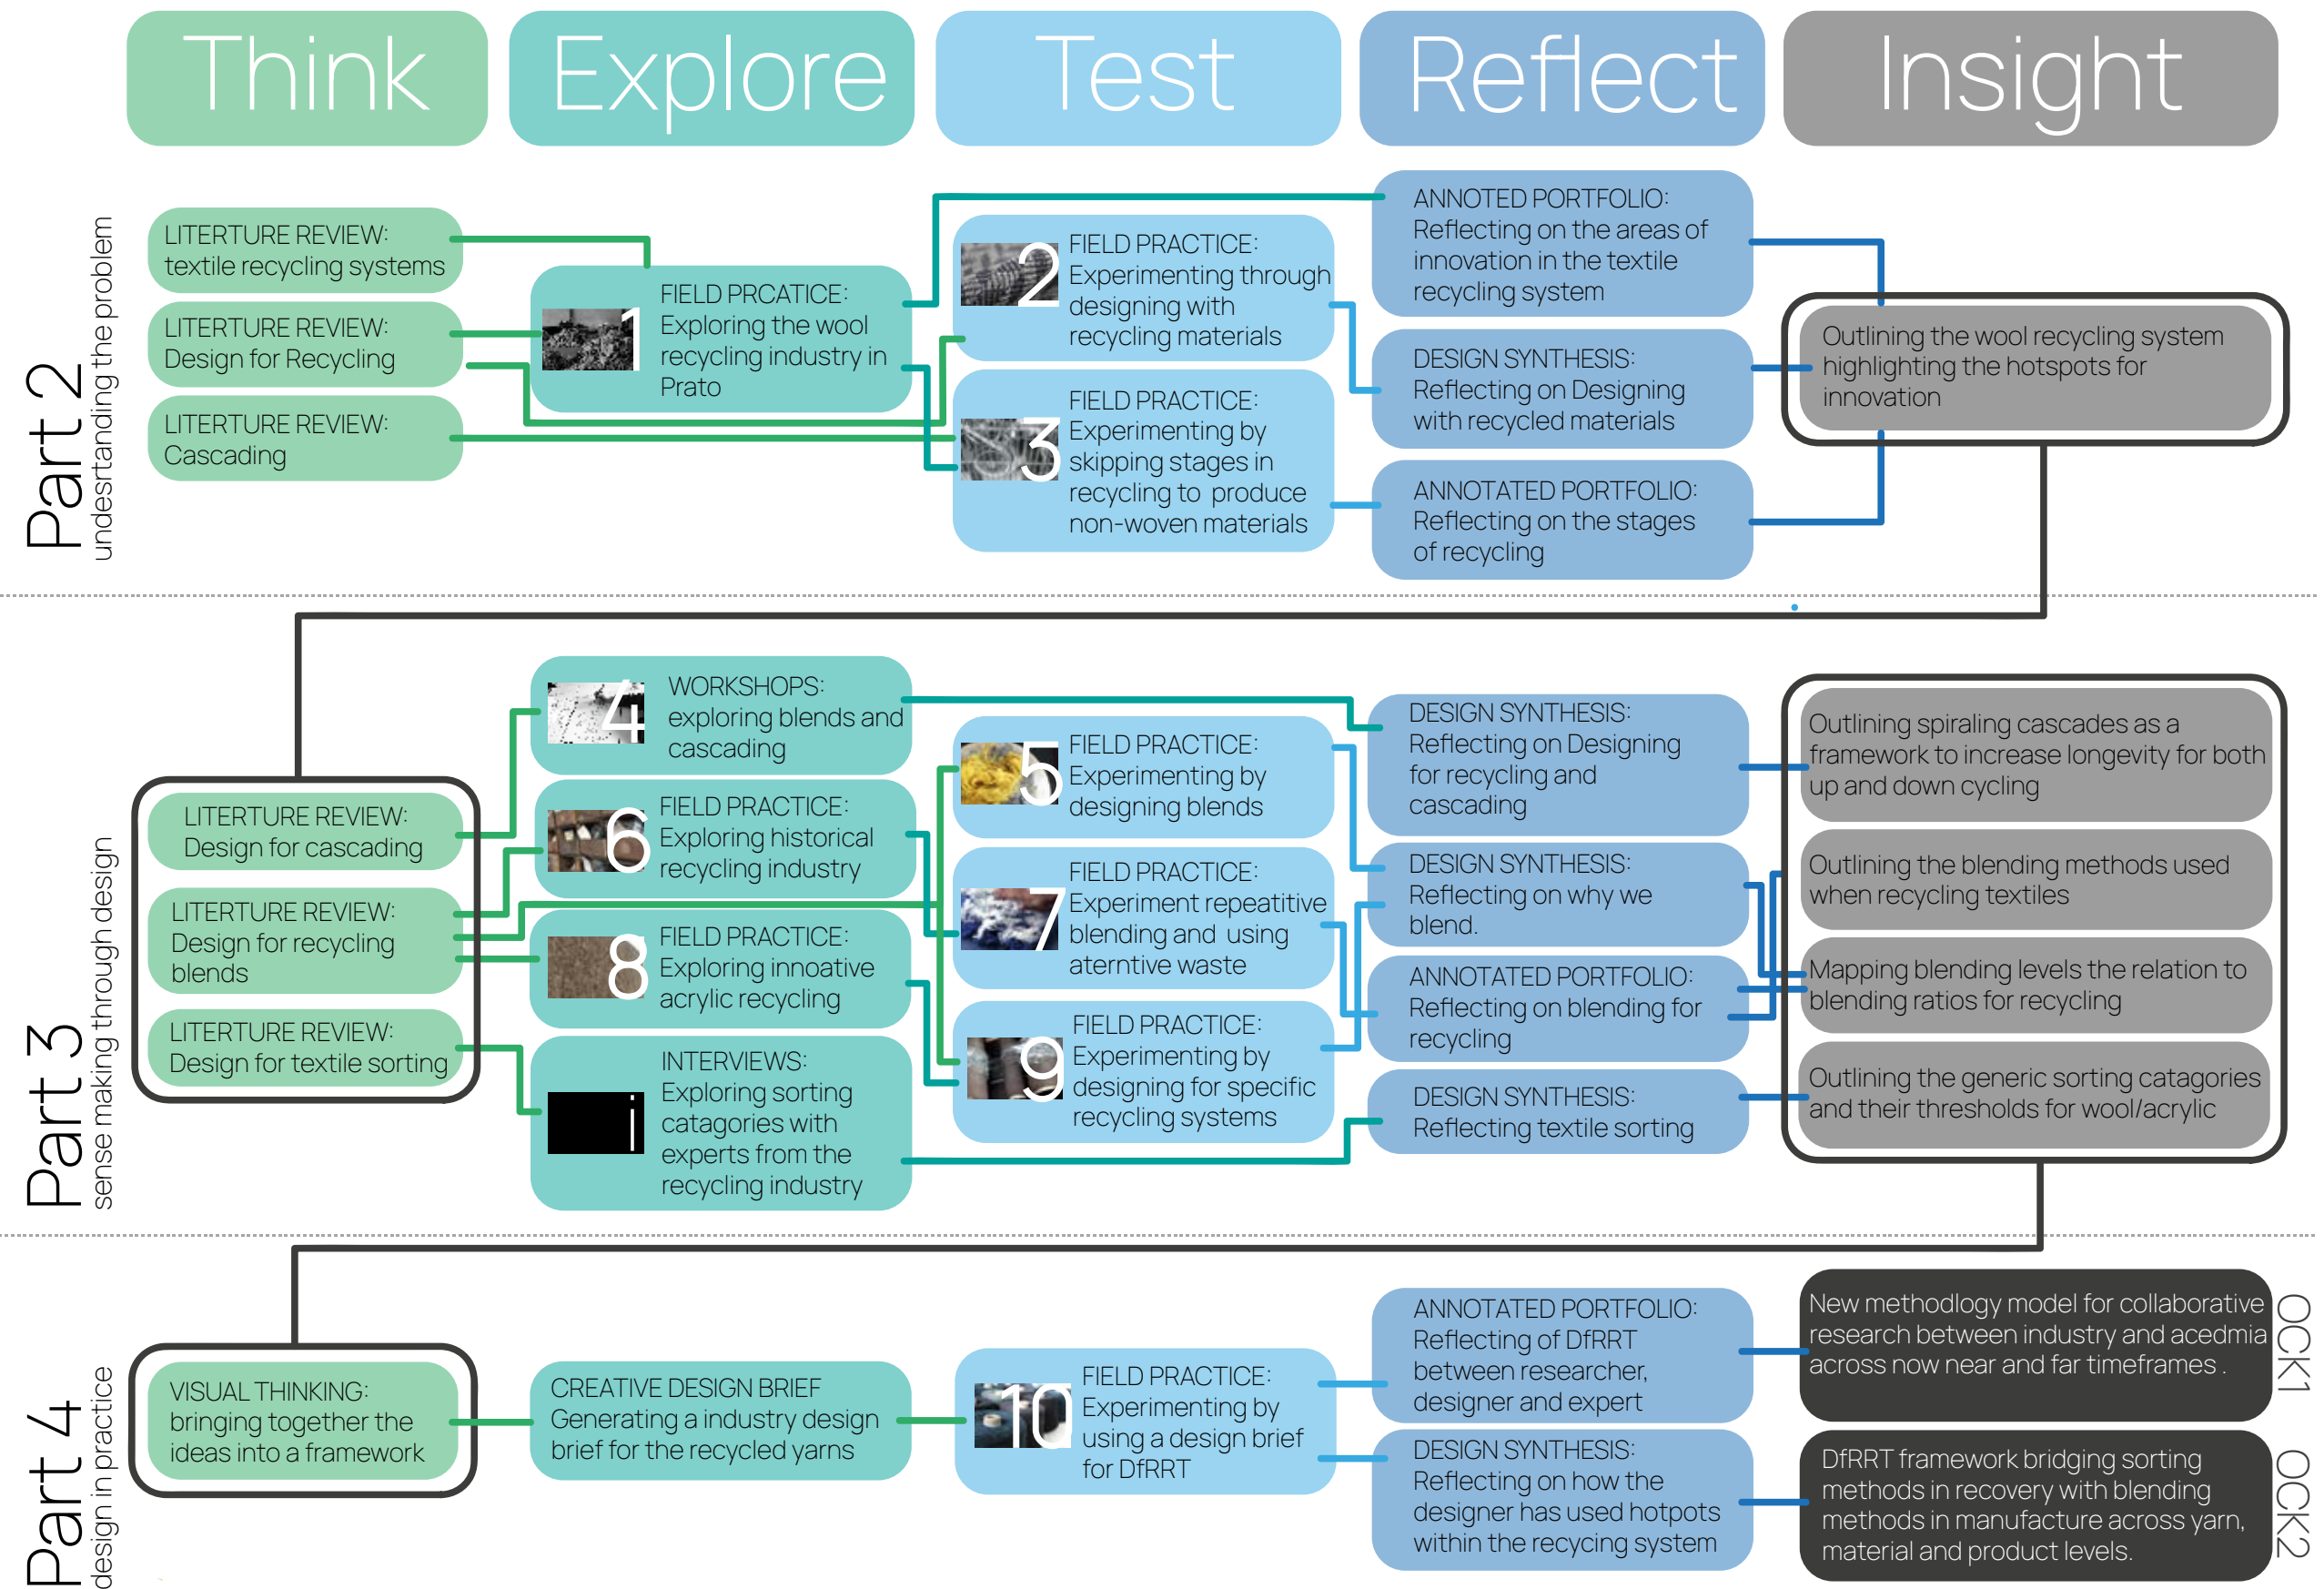 Think
Explore
Test
Reflect
Insight
Part 2
undesrtanding the problem
LITERTURE REVIEW:
textile recycling systems
LITERTURE REVIEW:
Design for Recycling
LITERTURE REVIEW:
Cascading
1
FIELD PRCATICE:
Exploring the wool
recycling industry in
Prato
2
FIELD PRACTICE:
Experimenting through
designing with
recycling materials
3
FIELD PRACTICE:
Experimenting by
skipping stages in
recycling to produce
non-woven materials
ANNOTED PORTFOLIO:
Reflecting on the areas of
innovation in the textile
recycling system
DESIGN SYNTHESIS:
Reflecting on Designing
with recycled materials
ANNOTATED PORTFOLIO:
Reflecting on the stages
of recycling
Outlining the wool recycling system
highlighting the hotspots for
innovation
Part 3
sense making through design
LITERTURE REVIEW:
Design for cascading
LITERTURE REVIEW:
Design for recycling
blends
LITERTURE REVIEW:
Design for textile sorting
4
WORKSHOPS:
exploring blends and
cascading
6
FIELD PRACTICE:
Exploring historical
recycling industry
8
FIELD PRACTICE:
Exploring innoative
acrylic recycling
i
INTERVIEWS:
Exploring sorting
catagories with
experts from the
recycling industry
5
FIELD PRACTICE:
Experimenting by
designing blends
7
FIELD PRACTICE:
Experiment repeatitive
blending and using
aterntive waste
9
FIELD PRACTICE:
Experimenting by
designing for specific
recycling systems
DESIGN SYNTHESIS:
Reflecting on Designing
for recycling and
cascading
DESIGN SYNTHESIS:
Reflecting on why we
blend.
ANNOTATED PORTFOLIO:
Reflecting on blending for
recycling
DESIGN SYNTHESIS:
Reflecting textile sorting
Outlining spiraling cascades as a
framework to increase longevity for both
up and down cycling
Outlining the blending methods used
when recycling textiles
Mapping blending levels the relation to
blending ratios for recycling
Outlining the generic sorting catagories
and their thresholds for wool/acrylic
Part 4
design in practice
VISUAL THINKING:
bringing together the
ideas into a framework
CREATIVE DESIGN BRIEF
Generating a industry design
brief for the recycled yarns
10
FIELD PRACTICE:
Experimenting by
using a design brief
for DfRRT
ANNOTATED PORTFOLIO:
Reflecting of DfRRT
between researcher,
designer and expert
DESIGN SYNTHESIS:
Reflecting on how the
designer has used hotpots
within the recycing system
New methodlogy model for collaborative
research between industry and acedmia
across now near and far timeframes .
OCK1
DfRRT framework bridging sorting
methods in recovery with blending
methods in manufacture across yarn,
material and product levels.
OCK2